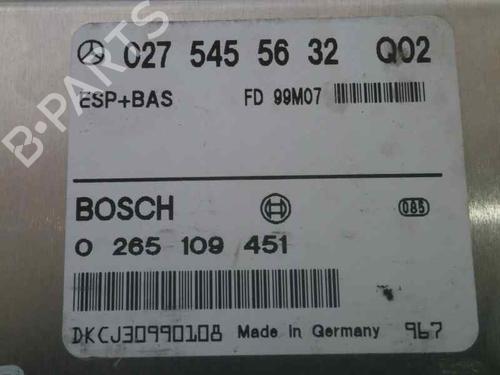 027 545 56 32 Q02
ESP+BAS FD 99M07
BOSCH 085
0 265 109 451
DKCJ30990108 Made in Germany 967
B-PARTS